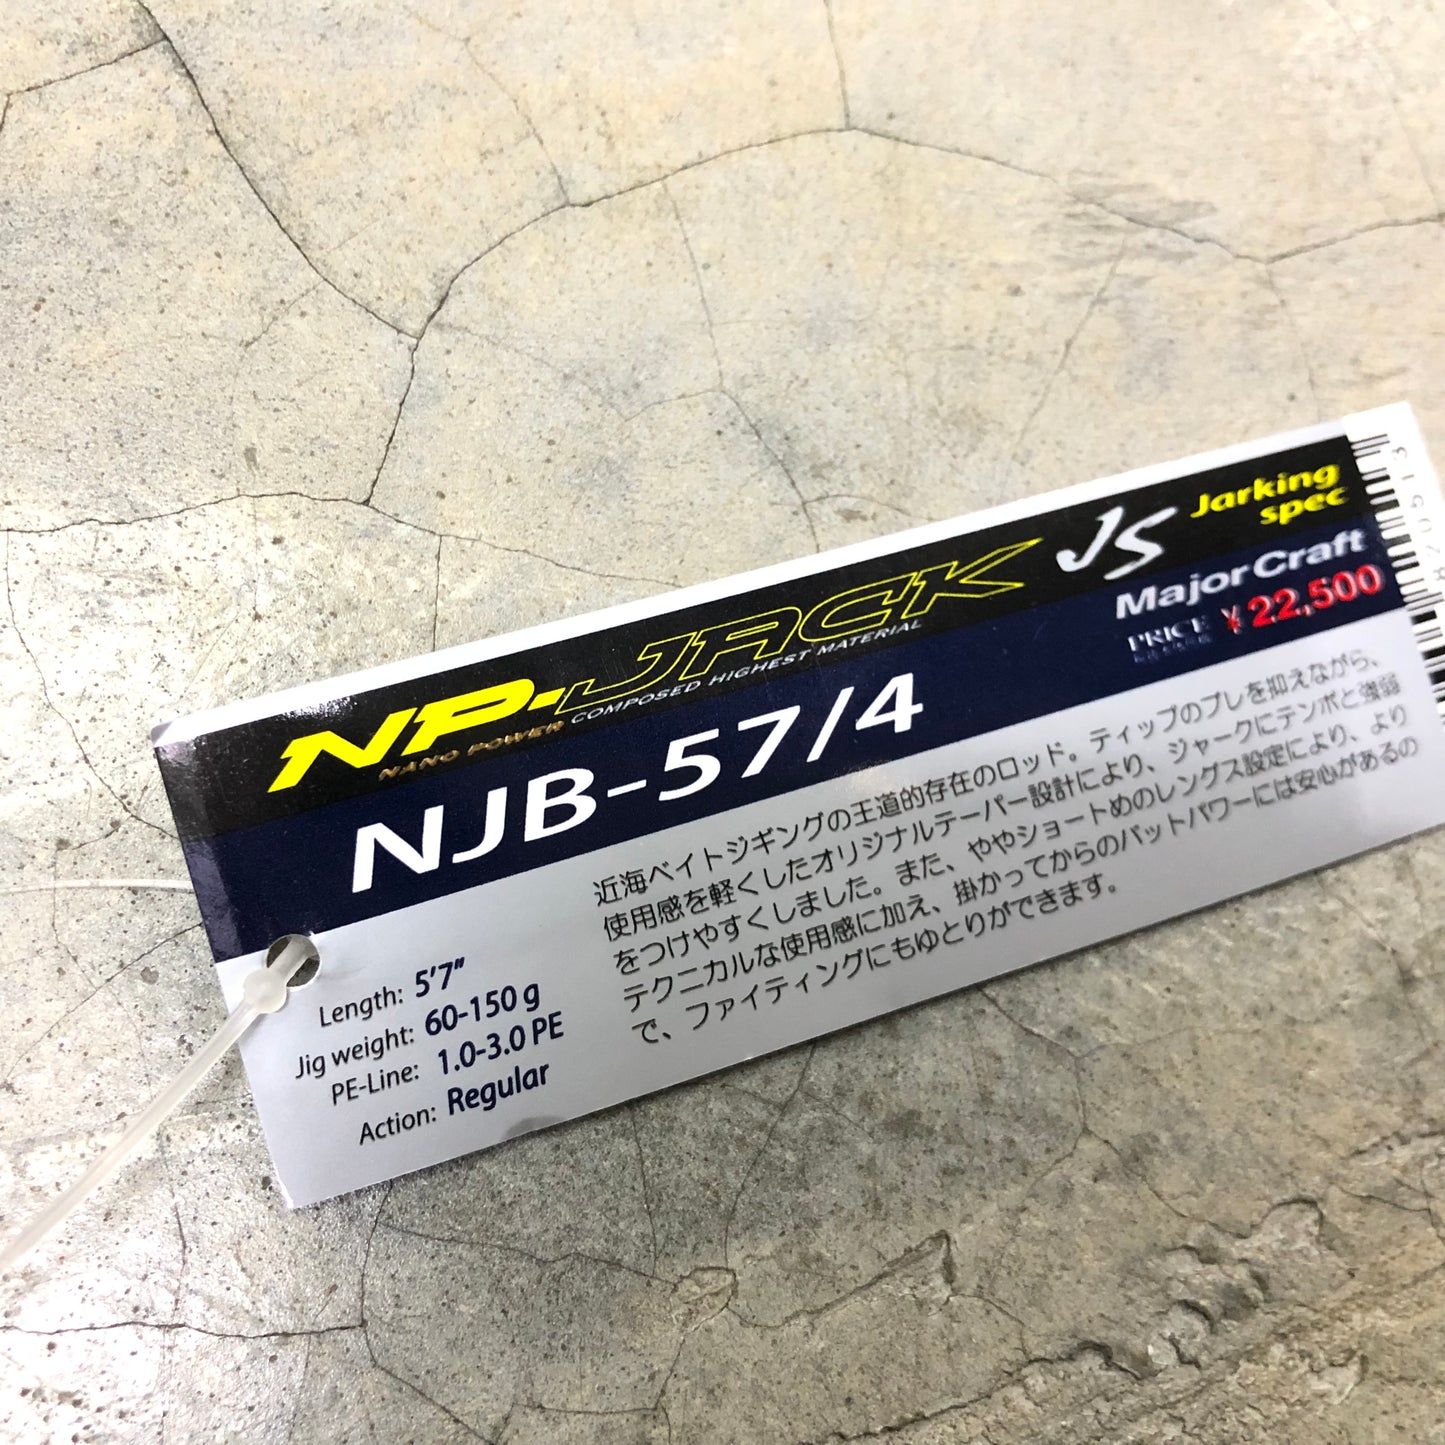 NP-JACK JS Jarking spec
NANO POWER COMPOSED HIGHEST MATERIAL
Major Craft
NJB-57/4
PRICE ¥22,500
Length: 5'7"
Jig weight: 60-150 g
PE-Line: 1.0-3.0 PE
Action: Regular
近海ベイトジギングの王道的存在のロッド。ティップのブレを抑えながら、
使用感を軽くしたオリジナルテーパー設計により、ジャークにテンポと強弱
をつけやすくしました。また、ややショートめのレングス設定により、より
テクニカルな使用感に加え、掛かってからのバットパワーには安心があるの
で、ファイティングにもゆとりができます。